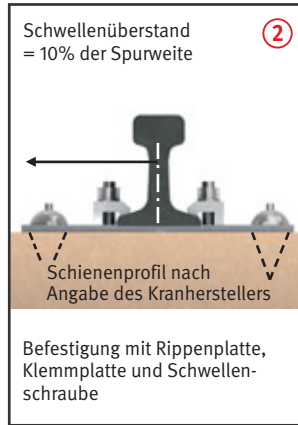 Schwellenüberstand
= 10% der Spurweite
2
Schienenprofil nach
Angabe des Kranherstellers
Befestigung mit Rippenplatte,
Klemmplatte und Schwellen-
schraube